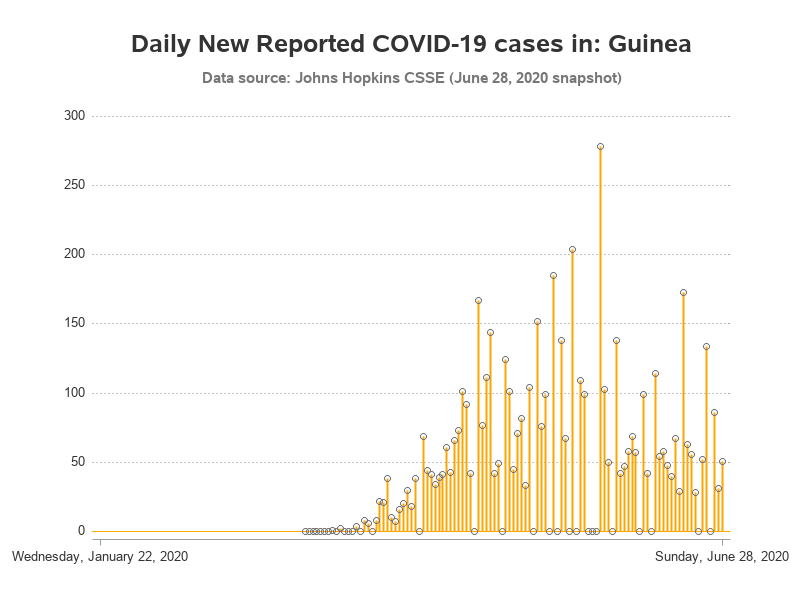 Daily New Reported COVID-19 cases in: Guinea
Data source: Johns Hopkins CSSE (June 28, 2020 snapshot)
300
250
200
150
100
50
0
Wednesday, January 22, 2020
Sunday, June 28, 2020